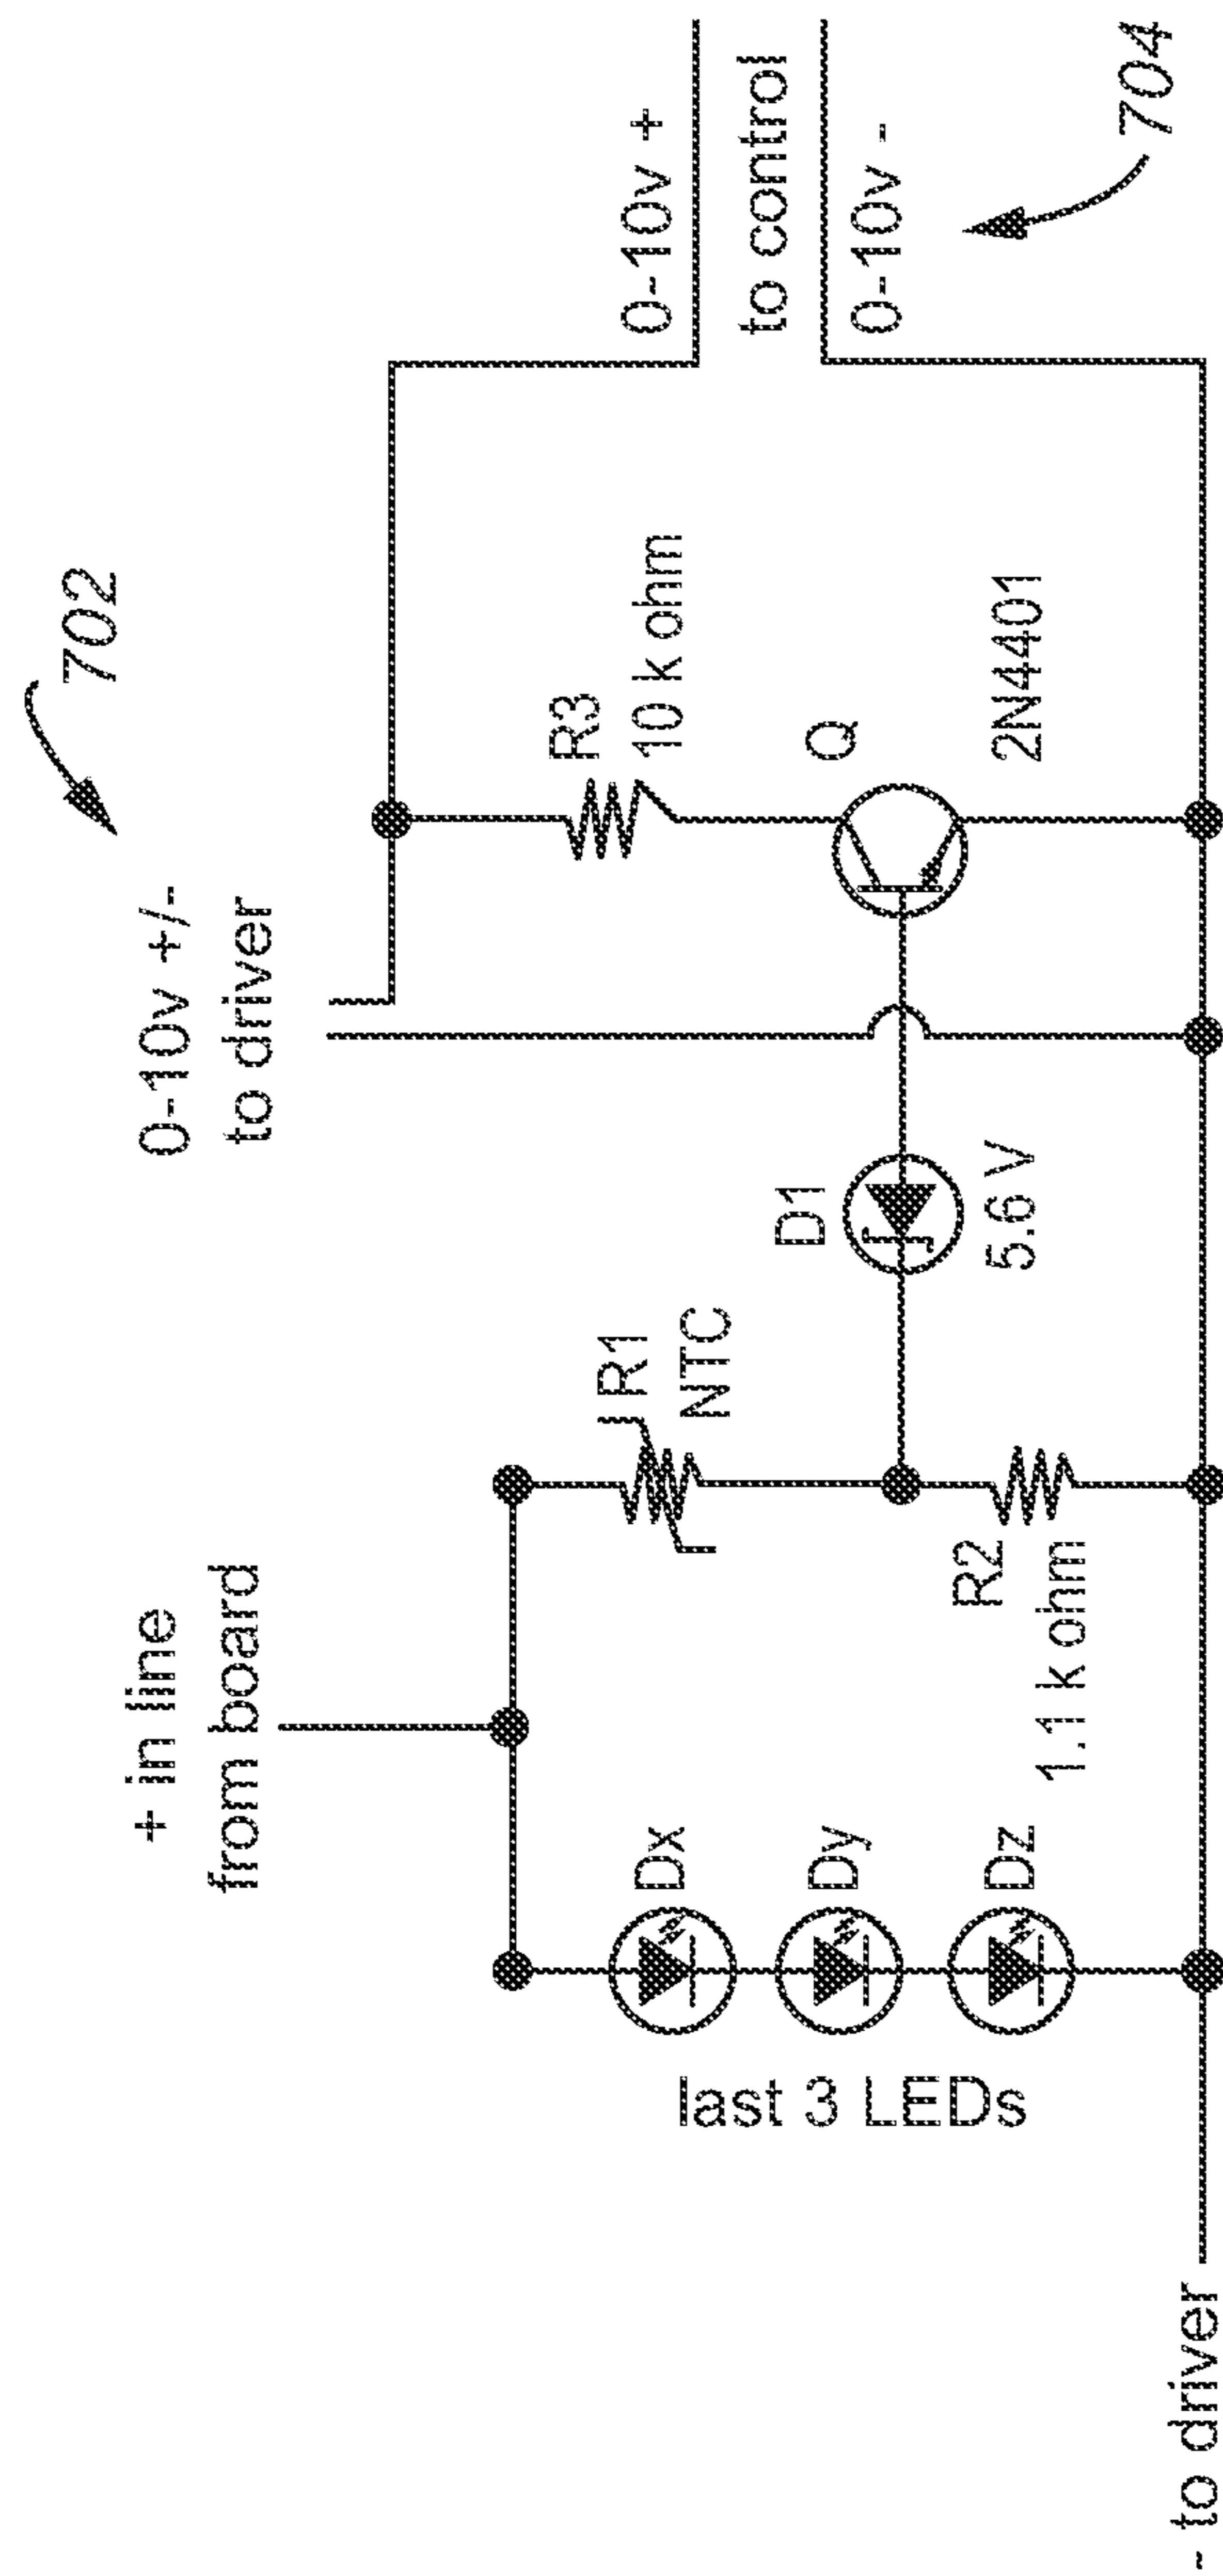 702
0-10v +/-
to driver
+ in line
from board
0-10v +
to control
0-10v -
704
R3
10 k ohm
Q
2N4401
D1
5.6 V
R1
NTC
R2
1.1 k ohm
Dx
Dy
Dz
last 3 LEDs
- to driver